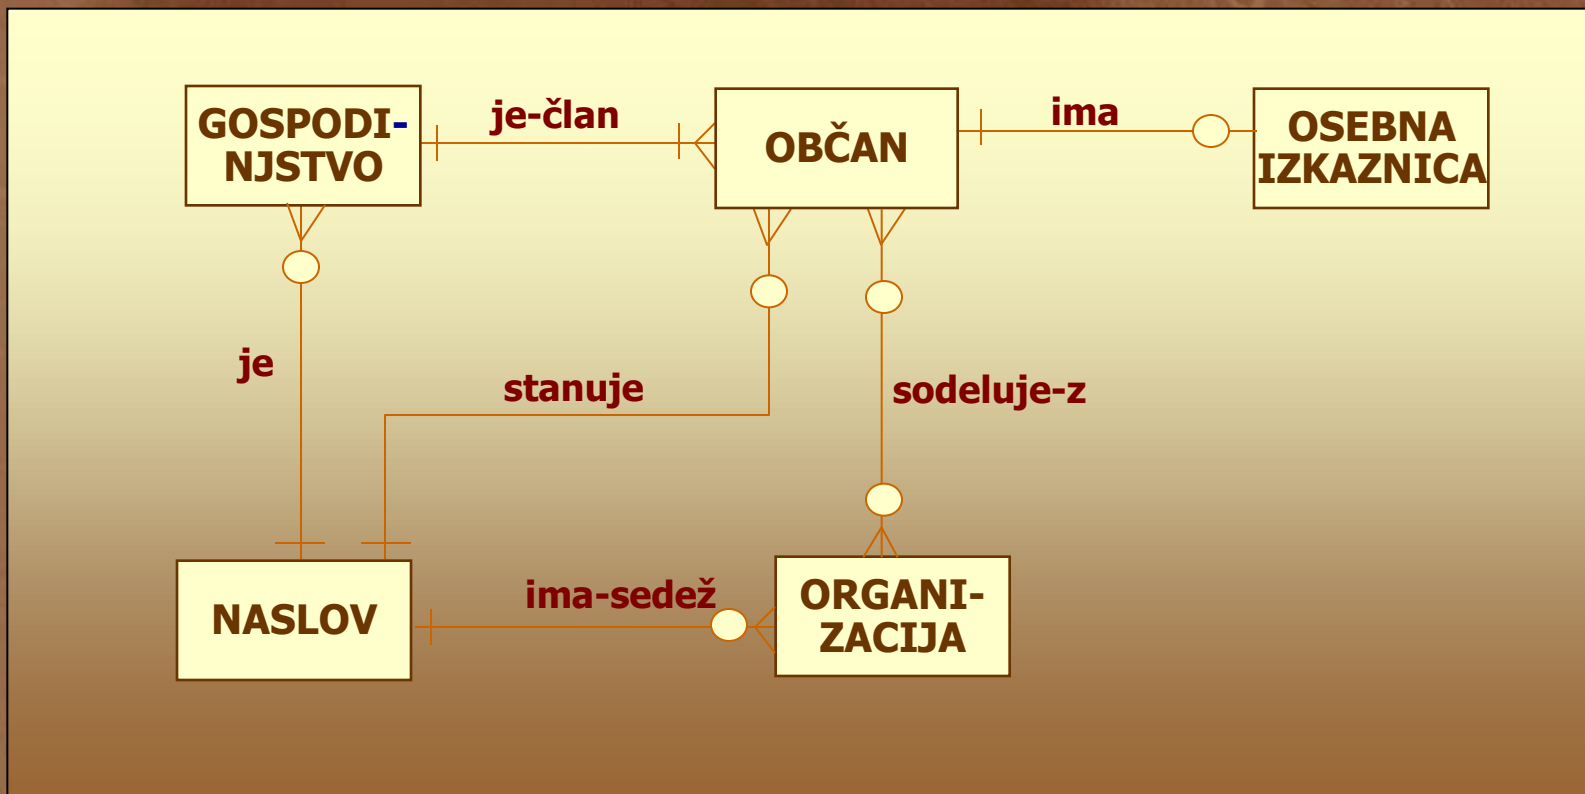 GOSPODI-
NJSTVO
je-član
OBČAN
ima
OSEBNA
IZKAZNICA
je
stanuje
sodeluje-z
NASLOV
ima-sedež
ORGANI-
ZACIJA